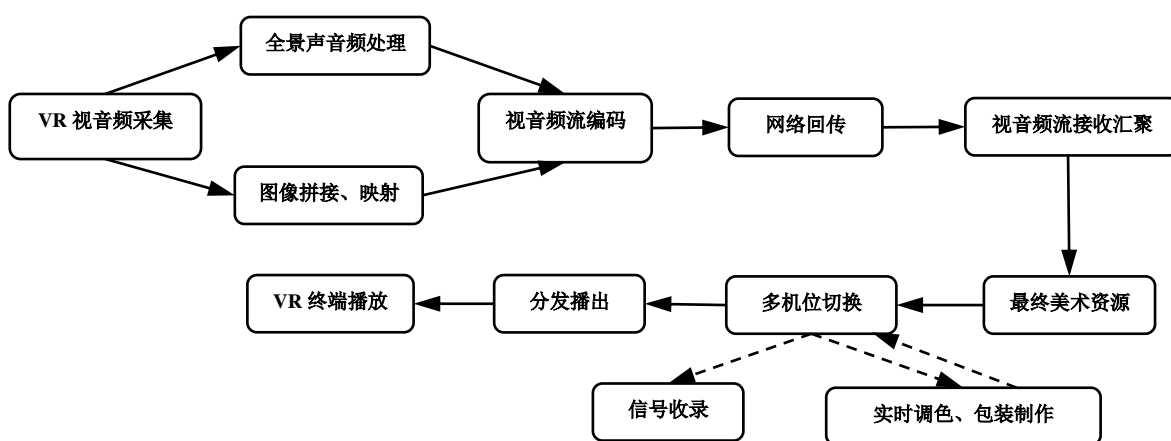 全景声音频处理
VR 视音频采集
视音频流编码
网络回传
视音频流接收汇聚
图像拼接、映射
VR 终端播放
分发播出
多机位切换
最终美术资源
信号收录
实时调色、包装制作